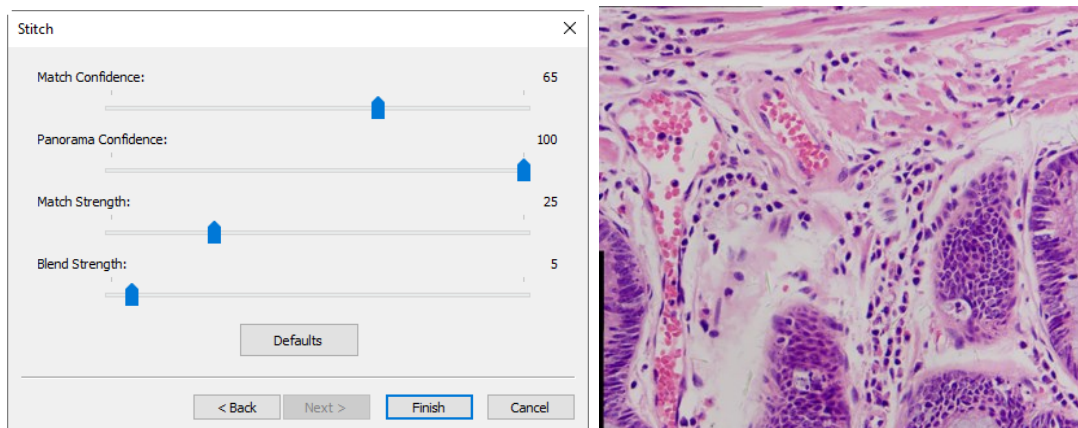 Stitch
Match Confidence: 65
Panorama Confidence: 100
Match Strength: 25
Blend Strength: 5
Defaults
< Back Next > Finish Cancel